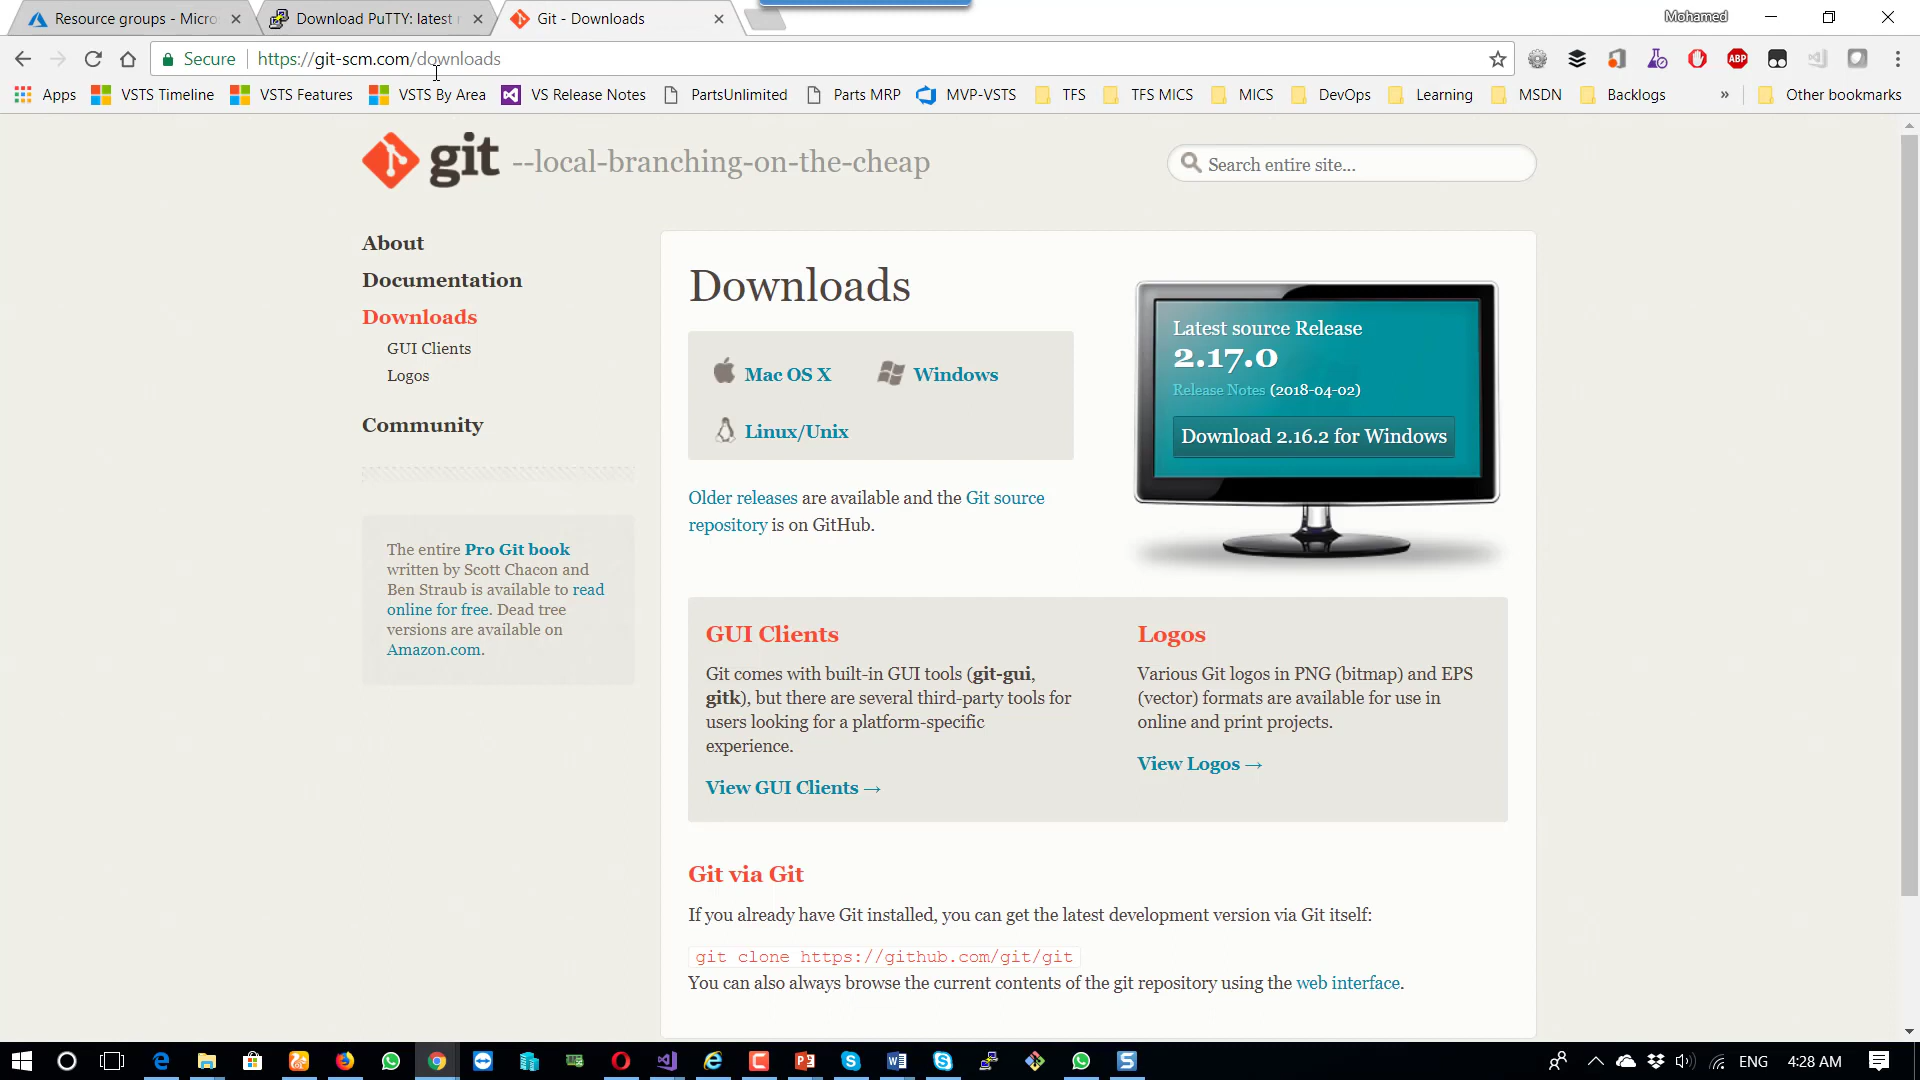 Resource groups - Micro
Download PuTTY: latest
Git - Downloads
Mohamed
Secure
https://git-scm.com/downloads
ABP
Apps
VSTS Timeline
VSTS Features
VSTS By Area
VS Release Notes
PartsUnlimited
Parts MRP
MVP-VSTS
TFS
TFS MICS
MICS
DevOps
Learning
MSDN
Backlogs
»
Other bookmarks
git --local-branching-on-the-cheap
Search entire site...
About
Documentation
Downloads
GUI Clients
Logos
Community
The entire Pro Git book
written by Scott Chacon and
Ben Straub is available to read
online for free. Dead tree
versions are available on
Amazon.com.
Downloads
Mac OS X
Windows
Linux/Unix
Older releases are available and the Git source
repository is on GitHub.
Latest source Release
2.17.0
Release Notes (2018-04-02)
Download 2.16.2 for Windows
GUI Clients
Git comes with built-in GUI tools (git-gui,
gitk), but there are several third-party tools for
users looking for a platform-specific
experience.
View GUI Clients →
Logos
Various Git logos in PNG (bitmap) and EPS
(vector) formats are available for use in
online and print projects.
View Logos →
Git via Git
If you already have Git installed, you can get the latest development version via Git itself:
git clone https://github.com/git/git
You can also always browse the current contents of the git repository using the web interface.
ENG
4:28 AM